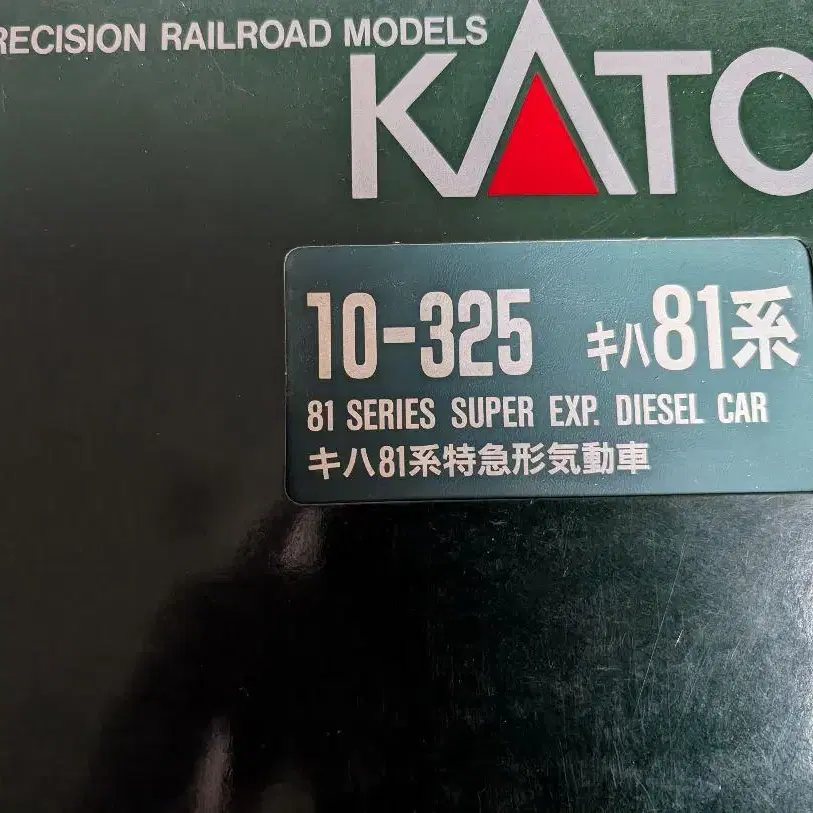 RECISION RAILROAD MODELS
KATO
10-325 キハ81系
81 SERIES SUPER EXP. DIESEL CAR
キハ81系特急形気動車